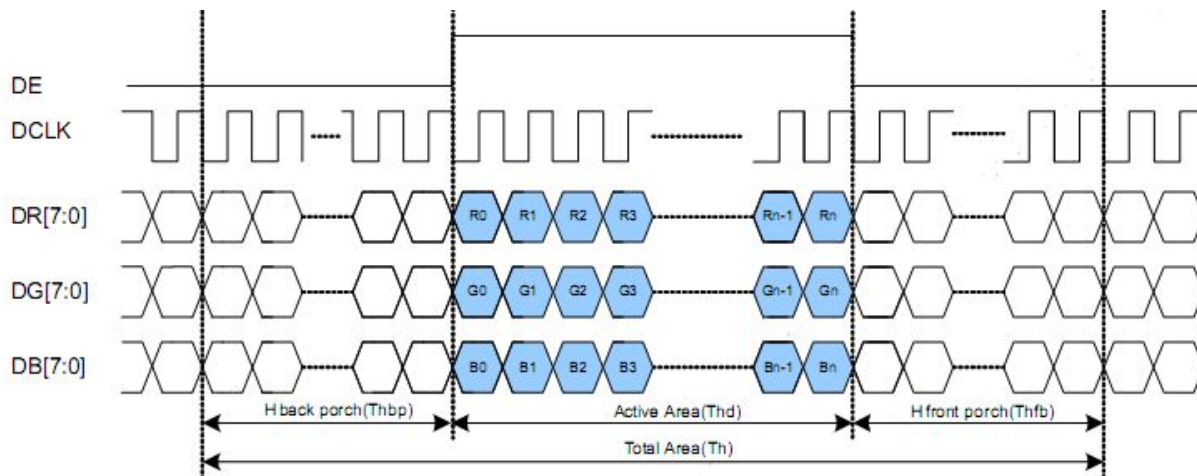 DE
DCLK
DR[7:0] R0 R1 R2 R3 Rn-1 Rn
DG[7:0] G0 G1 G2 G3 Gn-1 Gn
DB[7:0] B0 B1 B2 B3 Bn-1 Bn
H back porch(Thbp) Active Area(Thd) H front porch(Thfb)
Total Area(Th)